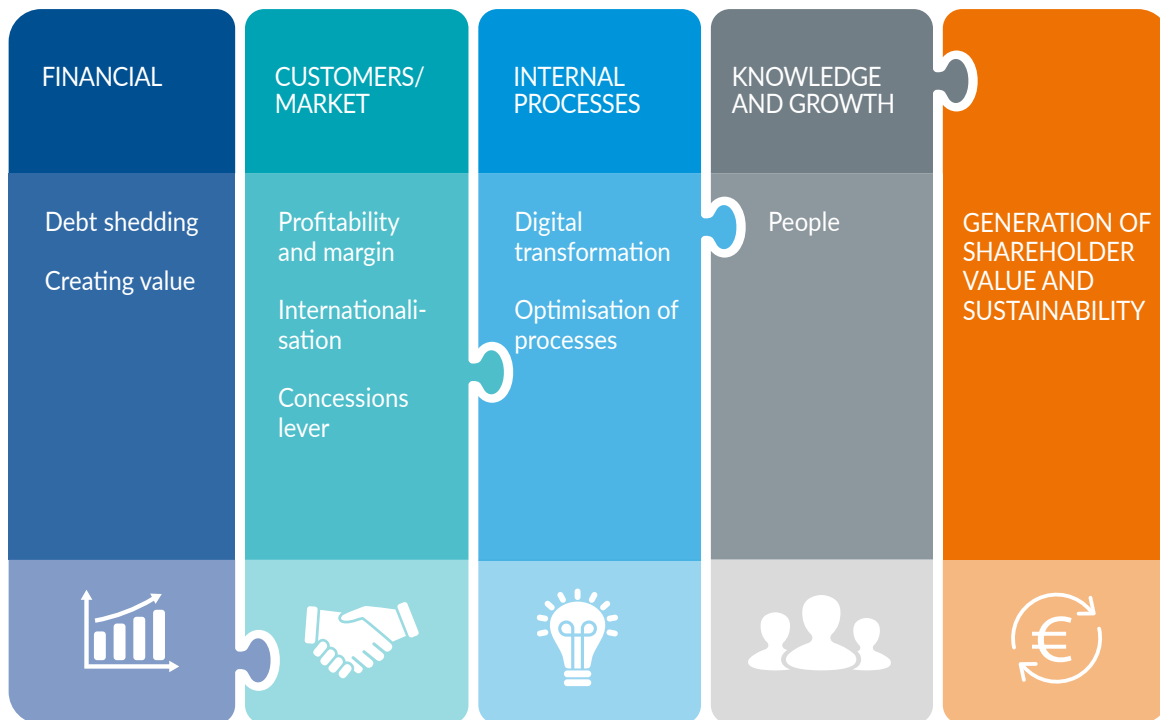 FINANCIAL
Debt shedding
Creating value
CUSTOMERS/
MARKET
Profitability
and margin
Internationali-
sation
Concessions
lever
INTERNAL
PROCESSES
Digital
transformation
Optimisation of
processes
KNOWLEDGE
AND GROWTH
People
GENERATION OF
SHAREHOLDER
VALUE AND
SUSTAINABILITY
€